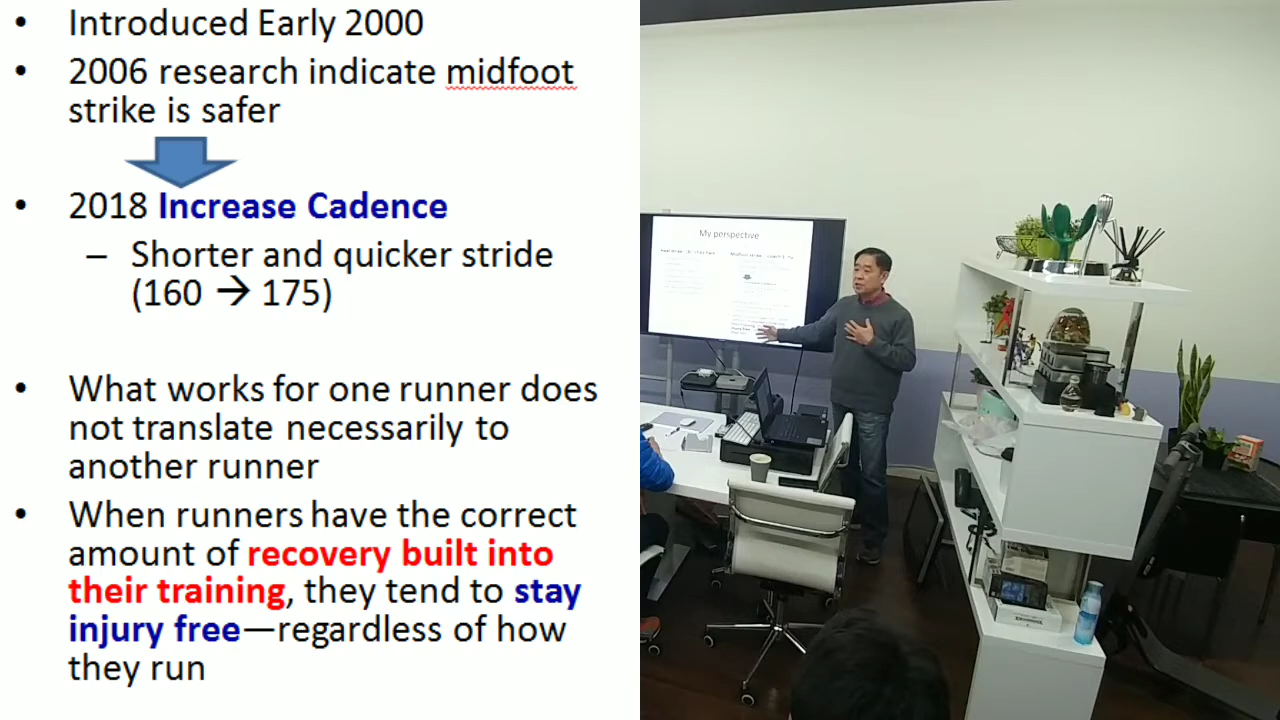 • Introduced Early 2000
• 2006 research indicate midfoot
strike is safer
• 2018 Increase Cadence
– Shorter and quicker stride
(160 → 175)
• What works for one runner does
not translate necessarily to
another runner
• When runners have the correct
amount of recovery built into
their training, they tend to stay
injury free—regardless of how
they run
My perspective